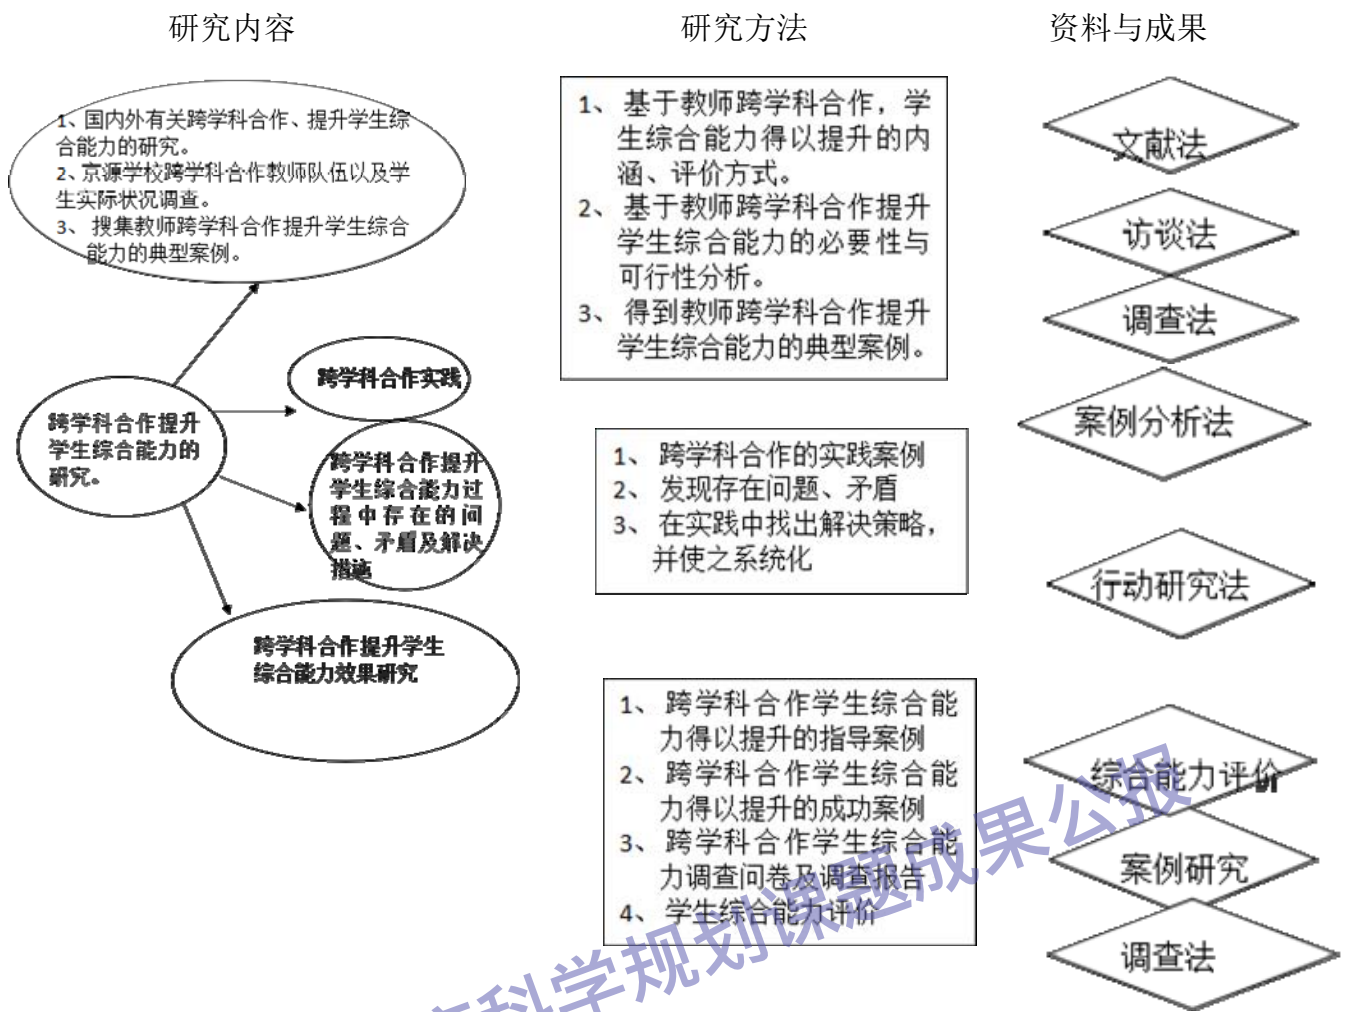 研究内容
研究方法
资料与成果
1、国内外有关跨学科合作、提升学生综
合能力的研究。
2、京源学校跨学科合作教师队伍以及学
生实际状况调查。
3、 搜集教师跨学科合作提升学生综合
能力的典型案例。
跨学科合作提升
学生综合能力的
研究。
跨学科合作实践
跨学科合作提升
学生综合能力过
程中存在的问
题、矛盾及解决
措施
跨学科合作提升学生
综合能力效果研究
1、 基于教师跨学科合作，学
生综合能力得以提升的内
涵、评价方式。
2、 基于教师跨学科合作提升
学生综合能力的必要性与
可行性分析。
3、 得到教师跨学科合作提升
学生综合能力的典型案例。
1、 跨学科合作的实践案例
2、 发现存在问题、矛盾
3、 在实践中找出解决策略，
并使之系统化
1、 跨学科合作学生综合能
力得以提升的指导案例
2、 跨学科合作学生综合能
力得以提升的成功案例
3、 跨学科合作学生综合能
力调查问卷及调查报告
4、 学生综合能力评价
文献法
访谈法
调查法
案例分析法
行动研究法
综合能力评价
案例研究
调查法
科学规划课题成果公报